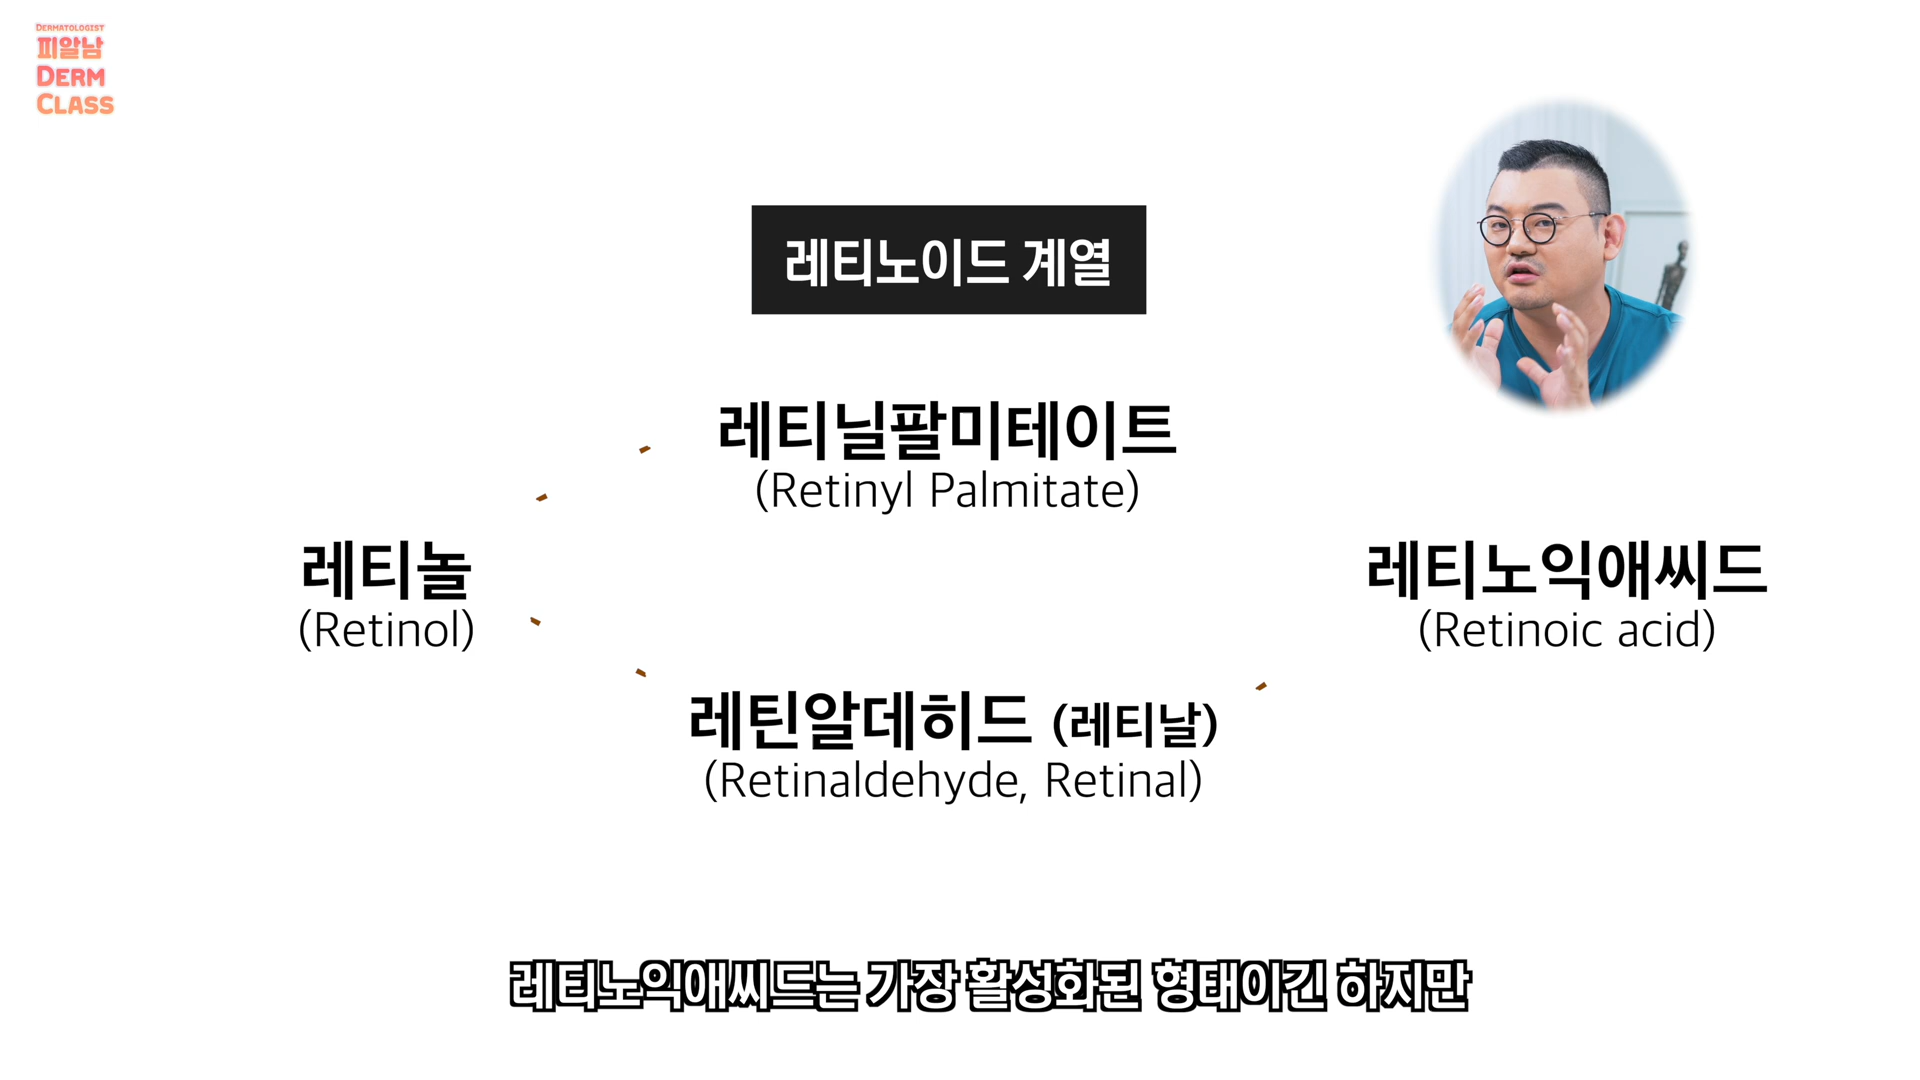 DERMATOLOGIST
피알남
DERM
CLASS
레티노이드 계열
레티닐팔미테이트
(Retinyl Palmitate)
레티놀
(Retinol)
레티노익애씨드
(Retinoic acid)
레틴알데히드 (레티날)
(Retinaldehyde, Retinal)
레티노익애씨드는 가장 활성화된 형태이긴 하지만